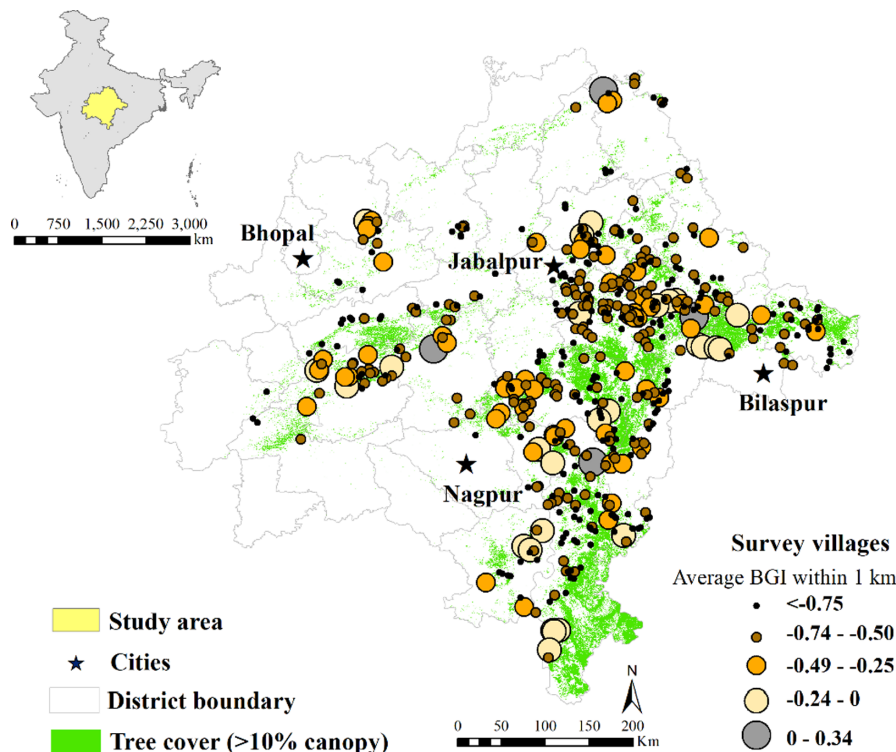 0 750 1,500 2,250 3,000
km
Bhopal
Jabalpur
Bilaspur
Nagpur
Survey villages
Average BGI within 1 km
<-0.75
-0.74 - -0.50
-0.49 - -0.25
-0.24 - 0
0 - 0.34
Study area
Cities
District boundary
Tree cover (>10% canopy)
N
0 50 100 150 200
km